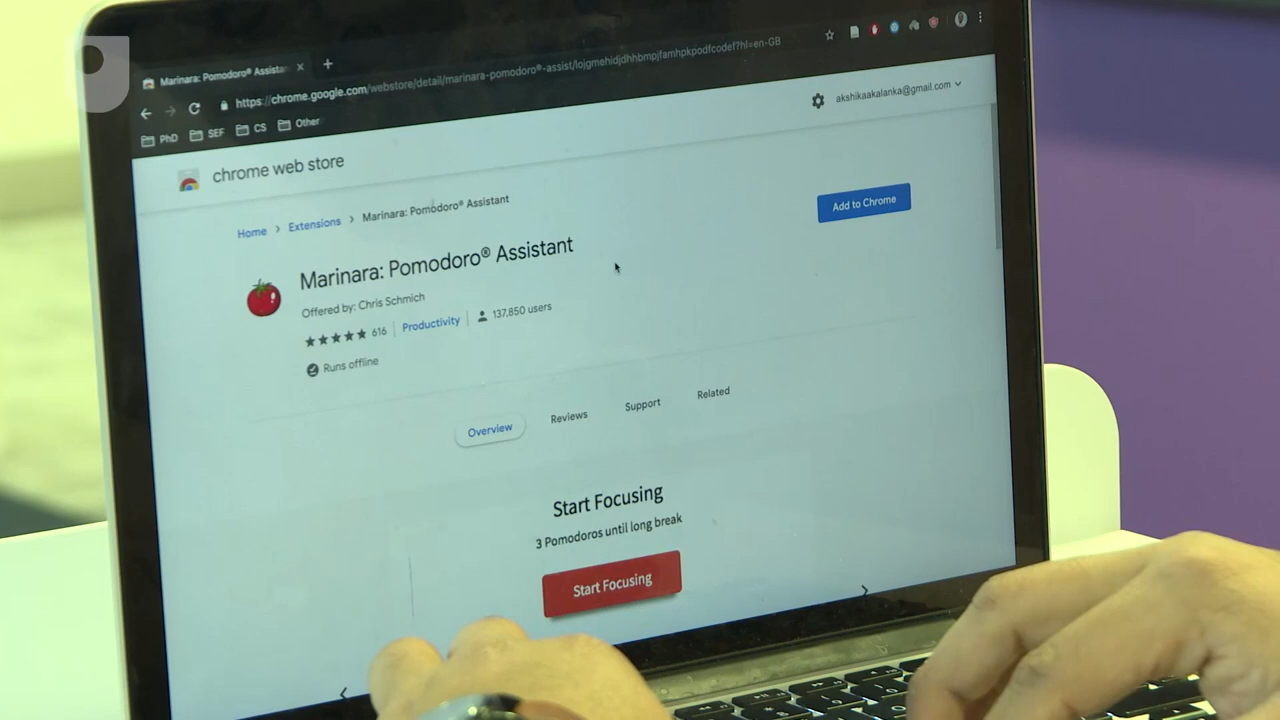 Marinara: Pomodoro® Assista
https://chrome.google.com/webstore/detail/marinara-pomodoro®-assist/lojgmehidjdhhbmpjfamhpkpodfcodef?hl=en-GB
PhD SEF CS Other
akshikaakalanka@gmail.com
chrome web store
Home > Extensions > Marinara: Pomodoro® Assistant
Add to Chrome
Marinara: Pomodoro® Assistant
Offered by: Chris Schmich
616 Productivity 137,850 users
Runs offline
Overview Reviews Support Related
Start Focusing
3 Pomodoros until long break
Start Focusing